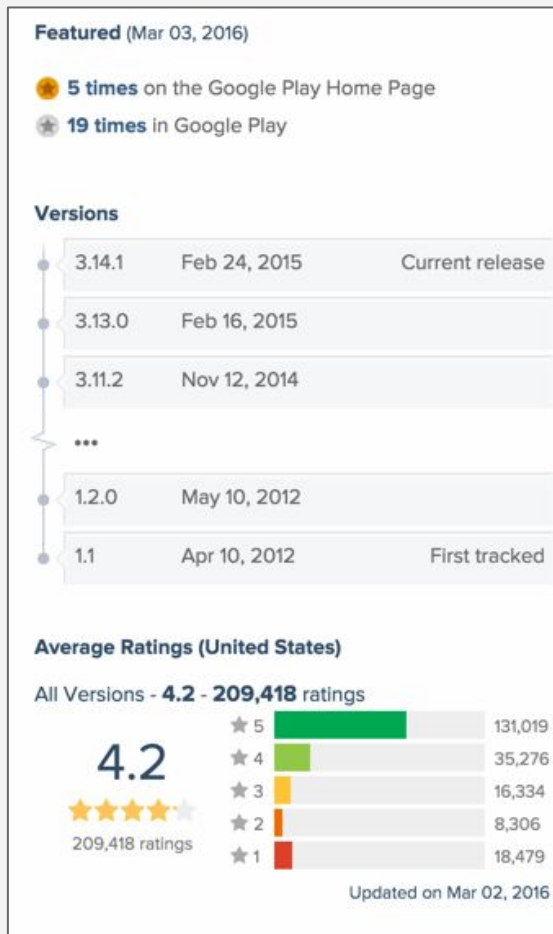 Featured (Mar 03, 2016)
5 times on the Google Play Home Page
19 times in Google Play
Versions
3.14.1 Feb 24, 2015 Current release
3.13.0 Feb 16, 2015
3.11.2 Nov 12, 2014
•••
1.2.0 May 10, 2012
1.1 Apr 10, 2012 First tracked
Average Ratings (United States)
All Versions - 4.2 - 209,418 ratings
4.2
209,418 ratings
5 131,019
4 35,276
3 16,334
2 8,306
1 18,479
Updated on Mar 02, 2016